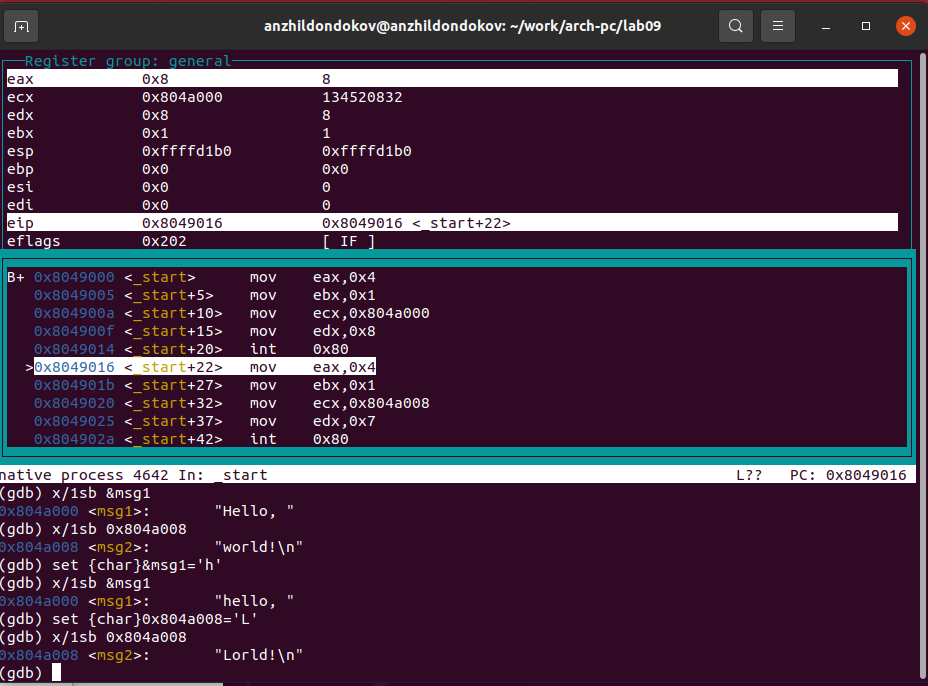 anzhildondokov@anzhildondokov: ~/work/arch-pc/lab09
Register group: general
eax 0x8 8
ecx 0x804a000 134520832
edx 0x8 8
ebx 0x1 1
esp 0xffffd1b0 0xffffd1b0
ebp 0x0 0x0
esi 0x0 0
edi 0x0 0
eip 0x8049016 0x8049016 <_start+22>
eflags 0x202 [ IF ]
B+ 0x8049000 <_start> mov eax,0x4
0x8049005 <_start+5> mov ebx,0x1
0x804900a <_start+10> mov ecx,0x804a000
0x804900f <_start+15> mov edx,0x8
0x8049014 <_start+20> int 0x80
>0x8049016 <_start+22> mov eax,0x4
0x804901b <_start+27> mov ebx,0x1
0x8049020 <_start+32> mov ecx,0x804a008
0x8049025 <_start+37> mov edx,0x7
0x804902a <_start+42> int 0x80
native process 4642 In: _start L?? PC: 0x8049016
(gdb) x/1sb &msg1
0x804a000 <msg1>: "Hello, "
(gdb) x/1sb 0x804a008
0x804a008 <msg2>: "world!\n"
(gdb) set {char}&msg1='h'
(gdb) x/1sb &msg1
0x804a000 <msg1>: "hello, "
(gdb) set {char}0x804a008='L'
(gdb) x/1sb 0x804a008
0x804a008 <msg2>: "Lorld!\n"
(gdb)